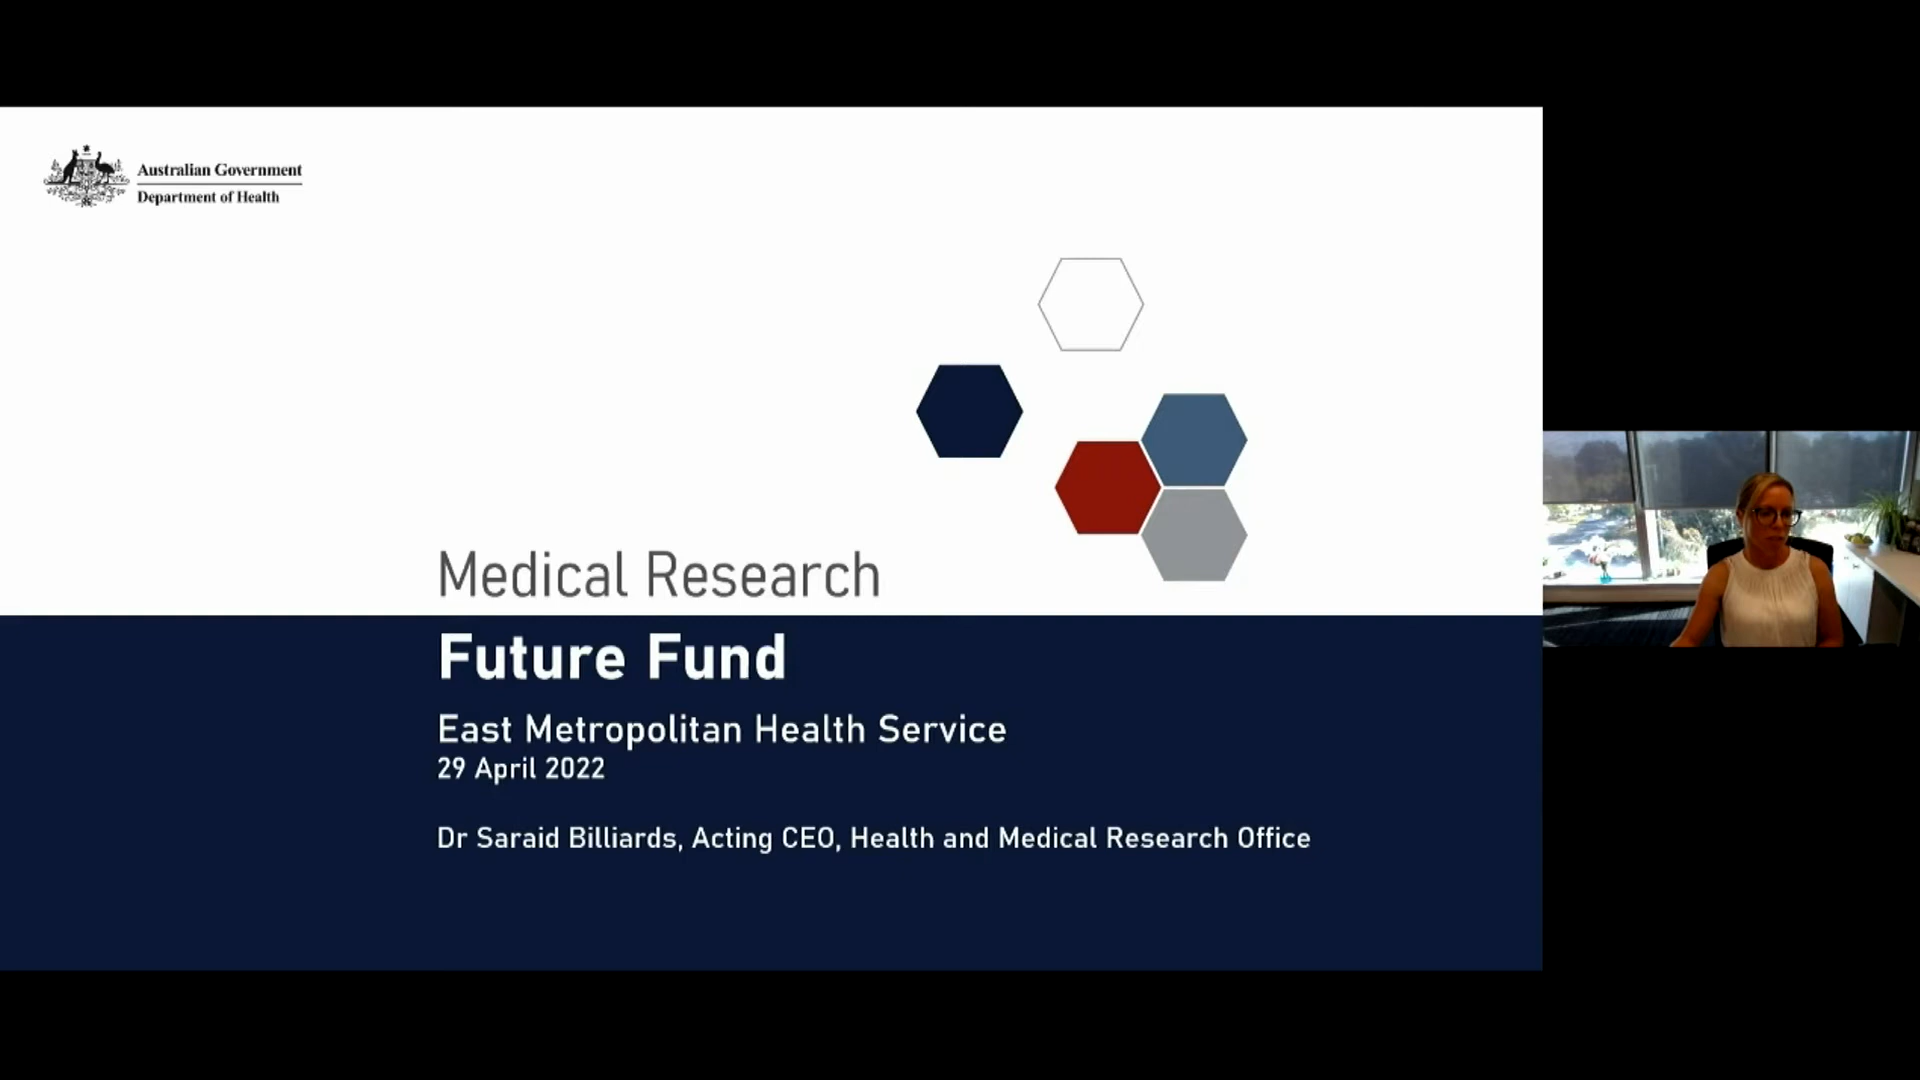 Australian Government
Department of Health
Medical Research
Future Fund
East Metropolitan Health Service
29 April 2022
Dr Saraid Billiards, Acting CEO, Health and Medical Research Office